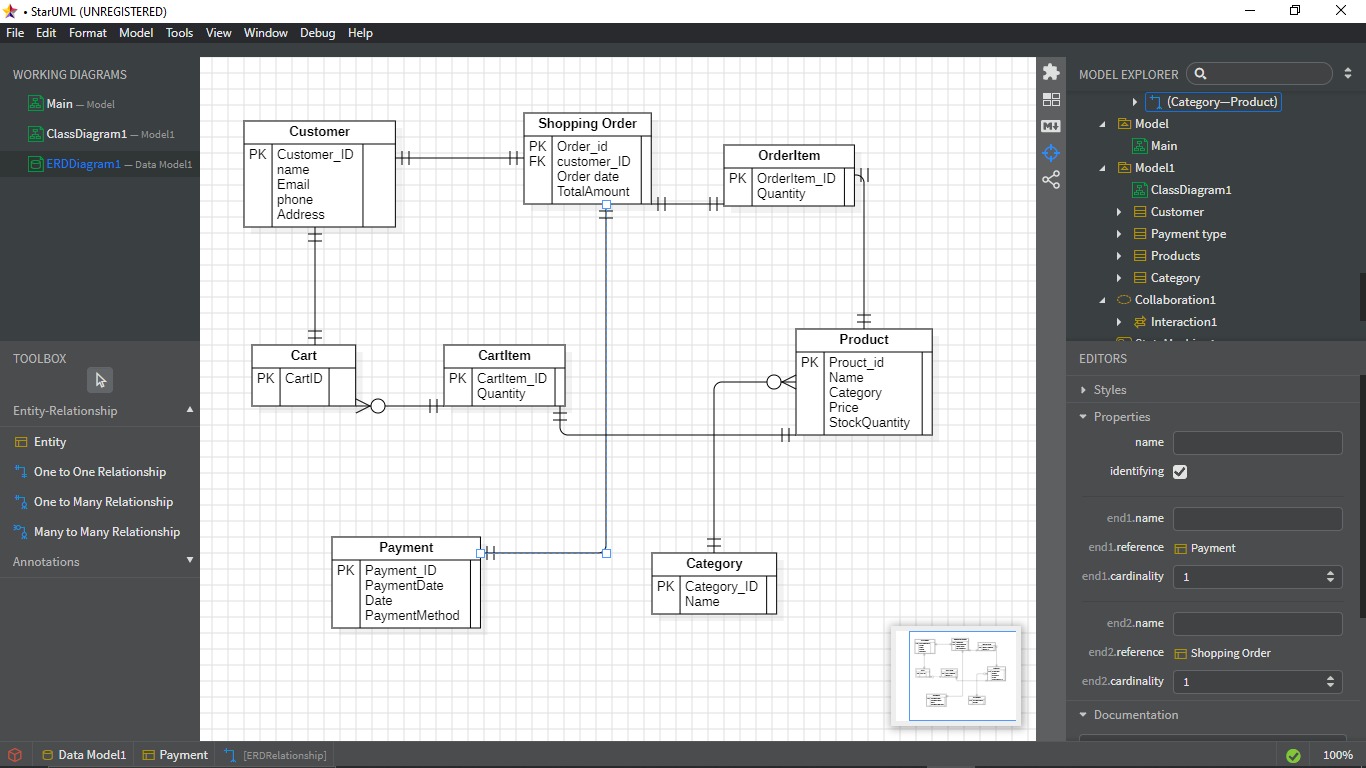 • StarUML (UNREGISTERED)
File Edit Format Model Tools View Window Debug Help
WORKING DIAGRAMS
Main — Model
ClassDiagram1 — Model1
ERDDiagram1 — Data Model1
TOOLBOX
Entity-Relationship
Entity
One to One Relationship
One to Many Relationship
Many to Many Relationship
Annotations
Customer
PK Customer_ID
name
Email
phone
Address
Shopping Order
PK Order_id
FK customer_ID
Order date
TotalAmount
OrderItem
PK OrderItem_ID
Quantity
Cart
PK CartID
CartItem
PK CartItem_ID
Quantity
Product
PK Prouct_id
Name
Category
Price
StockQuantity
Payment
PK Payment_ID
PaymentDate
Date
PaymentMethod
Category
PK Category_ID
Name
M
MODEL EXPLORER
(Category—Product)
Model
Main
Model1
ClassDiagram1
Customer
Payment type
Products
Category
Collaboration1
Interaction1
EDITORS
Styles
Properties
name
identifying
end1.name
end1.reference Payment
end1.cardinality 1
end2.name
end2.reference Shopping Order
end2.cardinality 1
Documentation
Data Model1 Payment [ERDRelationship]
100%